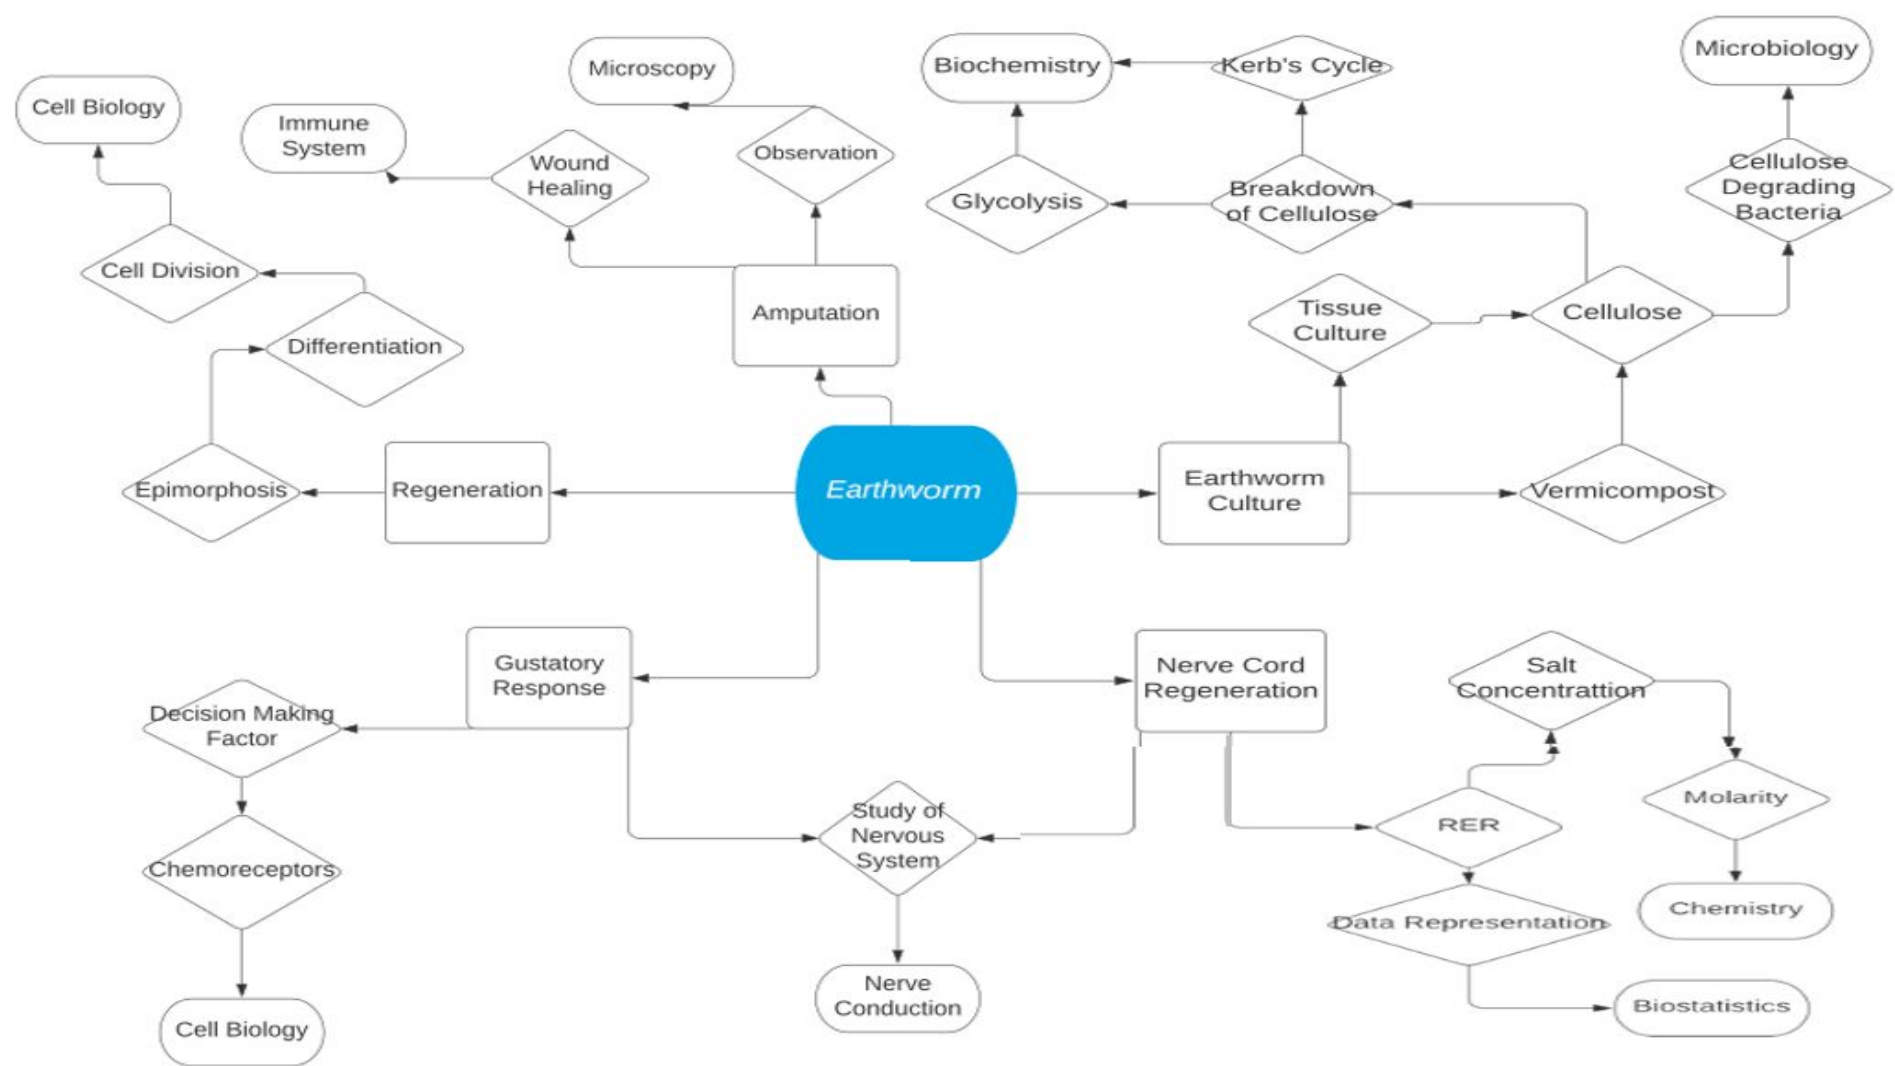 Microbiology
Microscopy
Biochemistry
Kerb's Cycle
Cell Biology
Immune
System
Wound
Healing
Observation
Cellulose
Degrading
Bacteria
Glycolysis
Breakdown
of Cellulose
Cell Division
Amputation
Tissue
Culture
Cellulose
Differentiation
Epimorphosis
Regeneration
Earthworm
Earthworm
Culture
Vermicompost
Gustatory
Response
Nerve Cord
Regeneration
Salt
Concentrattion
Decision Making
Factor
Study of
Nervous
System
RER
Molarity
Chemoreceptors
Data Representation
Chemistry
Nerve
Conduction
Biostatistics
Cell Biology